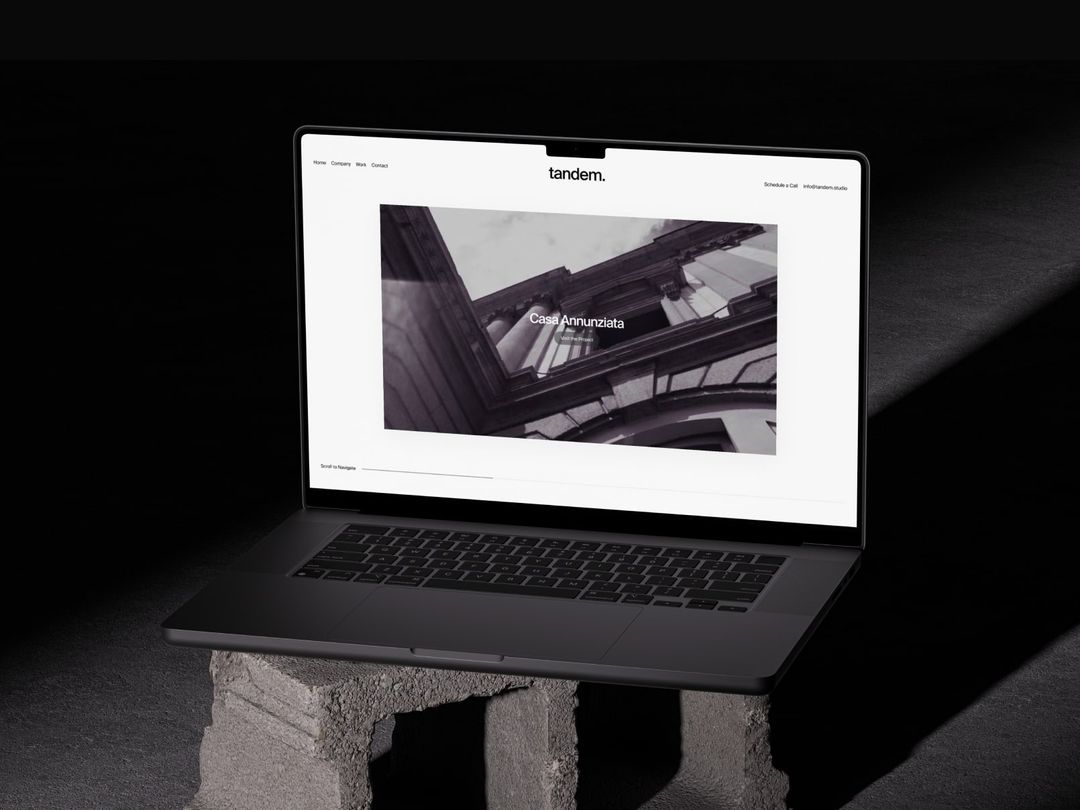 Home Company Work Contact
tandem.
Schedule a Call info@tandem.studio
Casa Annunziata
Visit the Project
Scroll to Navigate